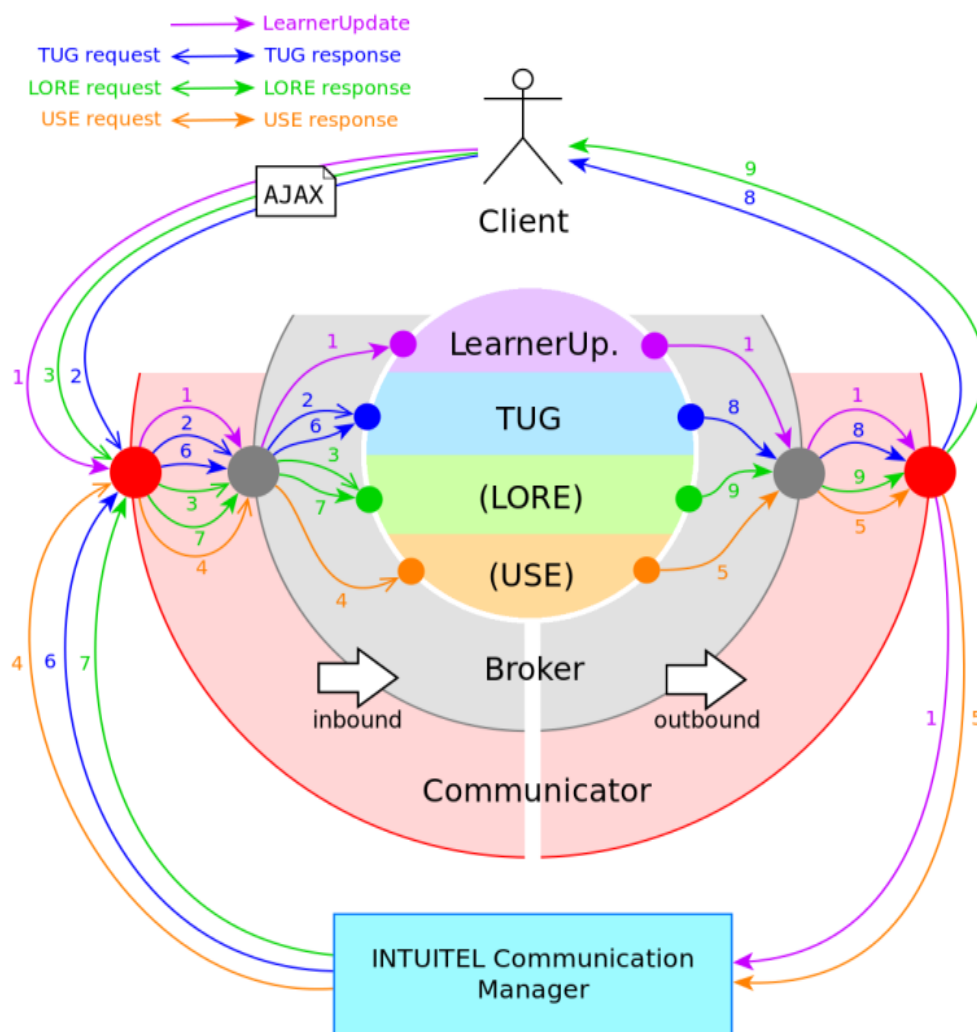 LearnerUpdate
TUG request TUG response
LORE request LORE response
USE request USE response
AJAX
Client
9
8
1
3
2
LearnerUp.
TUG
(LORE)
(USE)
1
2
6
3
7
4
1
2
6
3
7
4
1
8
9
5
1
8
9
5
4
6
7
Broker
inbound
outbound
1
5
Communicator
INTUITEL Communication
Manager